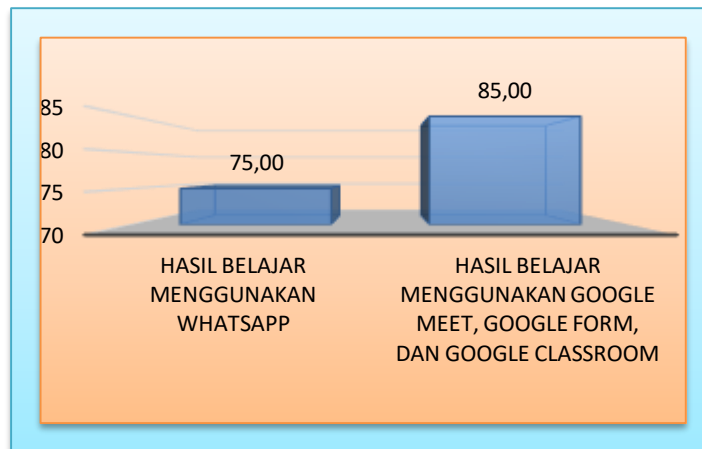 85
80
75
70
75,00
85,00
HASIL BELAJAR
MENGGUNAKAN
WHATSAPP
HASIL BELAJAR
MENGGUNAKAN GOOGLE
MEET, GOOGLE FORM,
DAN GOOGLE CLASSROOM